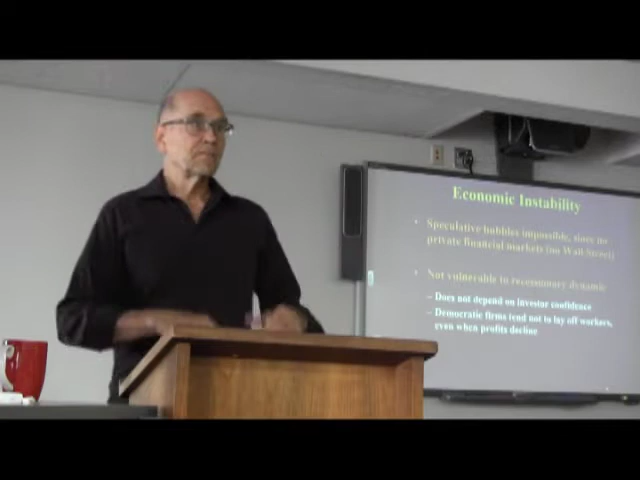 Economic Instability
• Speculative bubbles impossible, since no
private financial markets (no Wall Street)
• Not vulnerable to recessionary dynamic
– Does not depend on investor confidence
– Democratic firms tend not to lay off workers,
even when profits decline